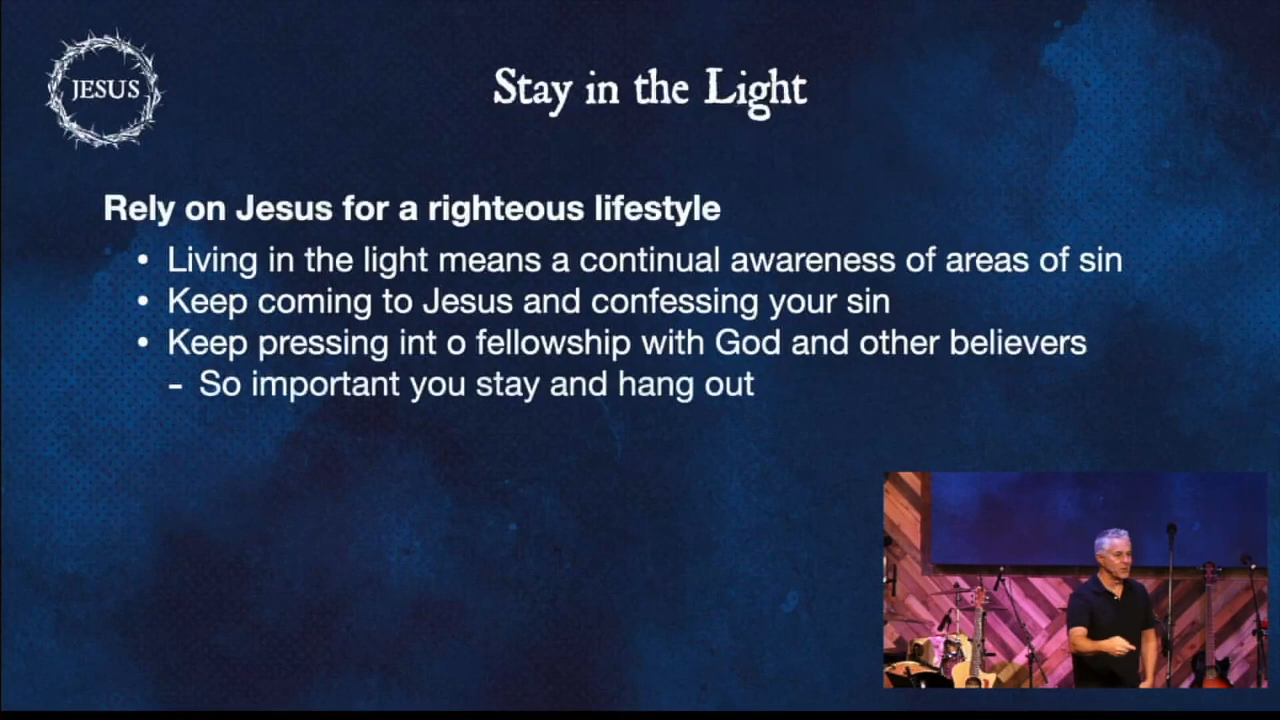 JESUS
Stay in the Light
Rely on Jesus for a righteous lifestyle
• Living in the light means a continual awareness of areas of sin
• Keep coming to Jesus and confessing your sin
• Keep pressing int o fellowship with God and other believers
- So important you stay and hang out